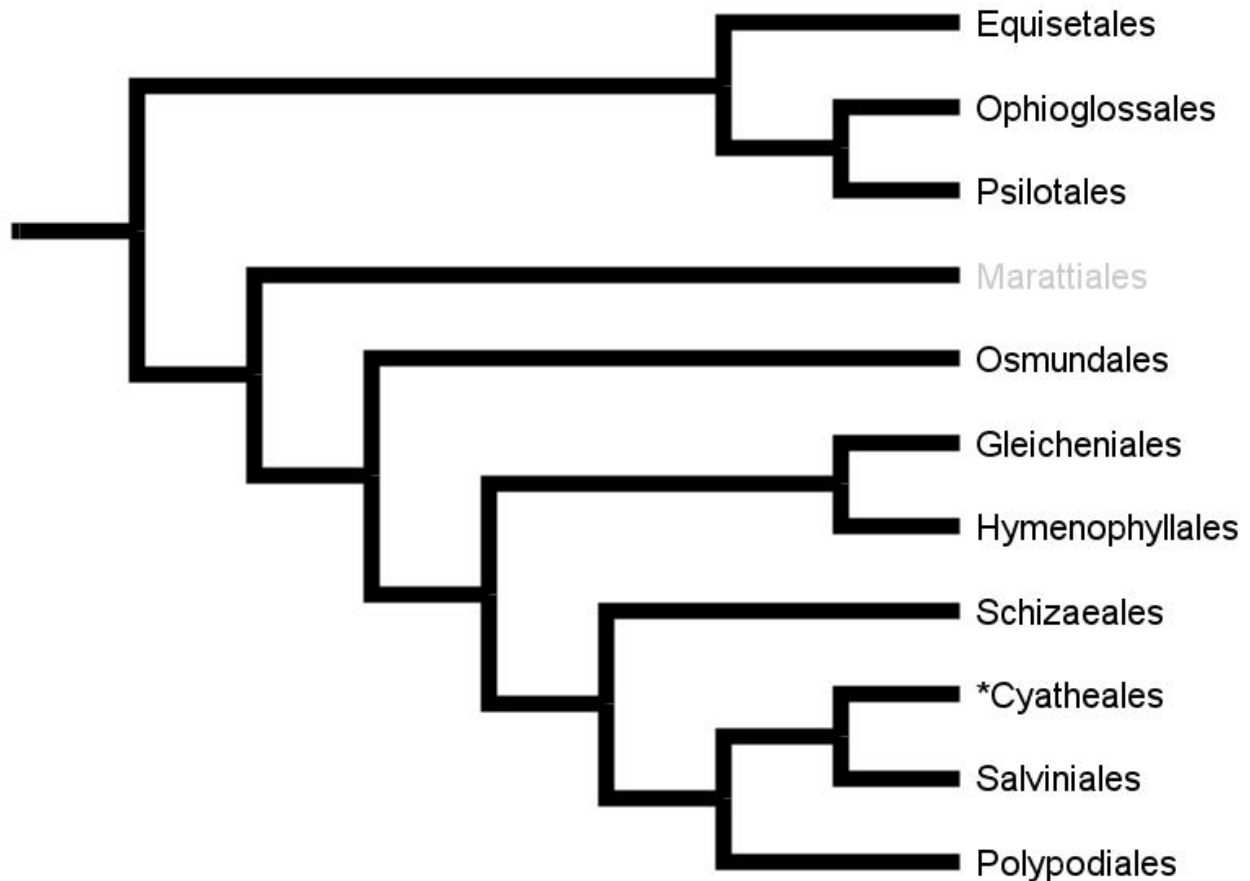 Equisetales
Ophioglossales
Psilotales
Marattiales
Osmundales
Gleicheniales
Hymenophyllales
Schizaeales
*Cyatheales
Salviniales
Polypodiales